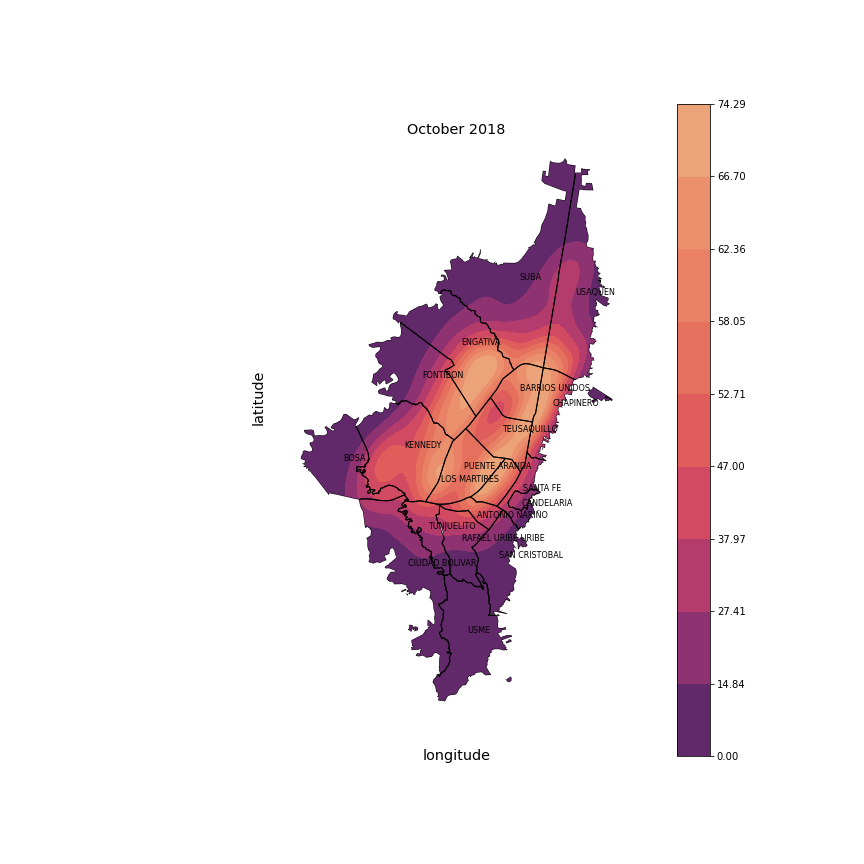 October 2018
latitude
SUBA
USAQUEN
ENGATIVA
FONTIBON
BARRIOS UNIDOS
CHAPINERO
TEUSAQUILLO
KENNEDY
BOSA
PUENTE ARANDA
LOS MARTIRES
SANTA FE
CANDELARIA
ANTONIO NARIÑO
TUNJUELITO
RAFAEL URIBE URIBE
SAN CRISTOBAL
CIUDAD BOLIVAR
USME
longitude
74.29
66.70
62.36
58.05
52.71
47.00
37.97
27.41
14.84
0.00